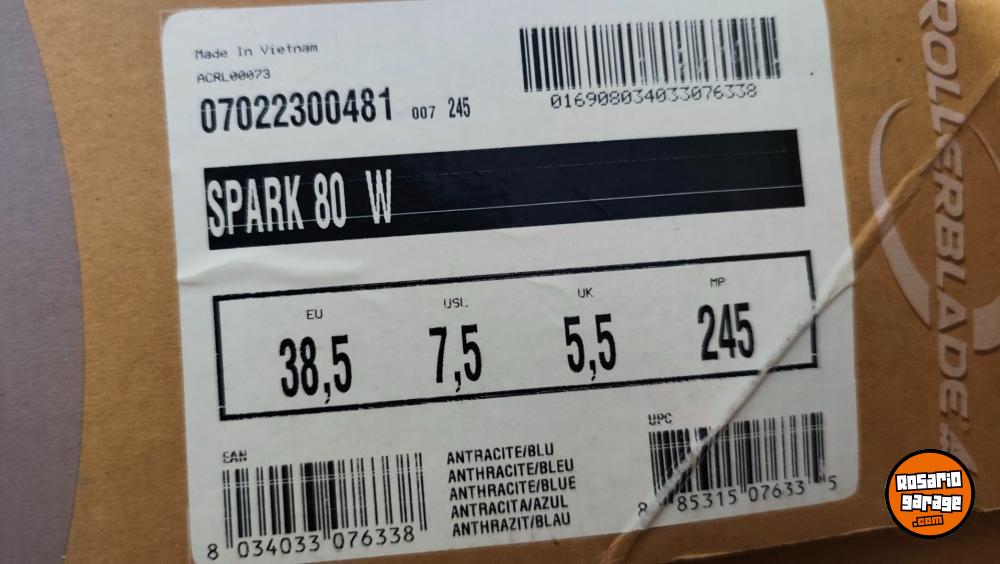 Made In Vietnam
ACRL00073
07022300481 007 245
016908034033076338
SPARK 80 W
EU USL UK MP
38,5 7,5 5,5 245
EAN
8 034033 076338
ANTRACITE/BLU
ANTHRACITE/BLEU
ANTHRACITE/BLUE
ANTRACITA/AZUL
ANTHRAZIT/BLAU
UPC
8 85315 07633 5
ROLLERBLADE
Rosario
garage
.com